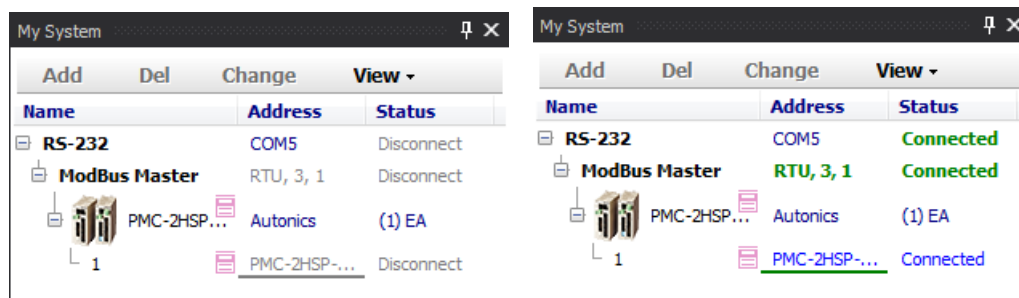 My System
Add Del Change View
Name Address Status
RS-232 COM5 Disconnect
ModBus Master RTU, 3, 1 Disconnect
PMC-2HSP... Autonics (1) EA
1 PMC-2HSP-... Disconnect
My System
Add Del Change View
Name Address Status
RS-232 COM5 Connected
ModBus Master RTU, 3, 1 Connected
PMC-2HSP... Autonics (1) EA
1 PMC-2HSP-... Connected